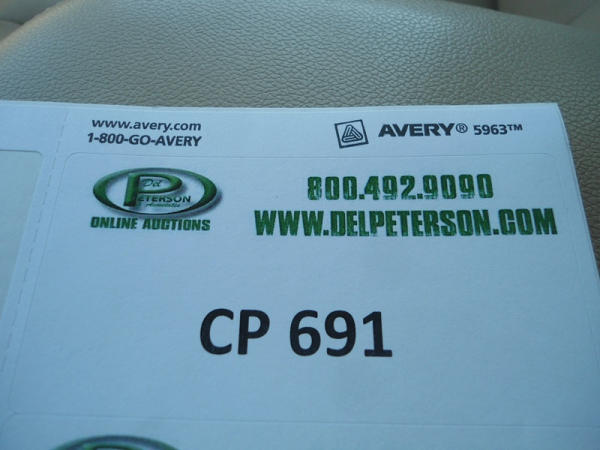 www.avery.com
1-800-GO-AVERY
AVERY® 5963™
Del
PETERSON
& Associates
ONLINE AUCTIONS
800.492.9090
WWW.DELPETERSON.COM
CP 691